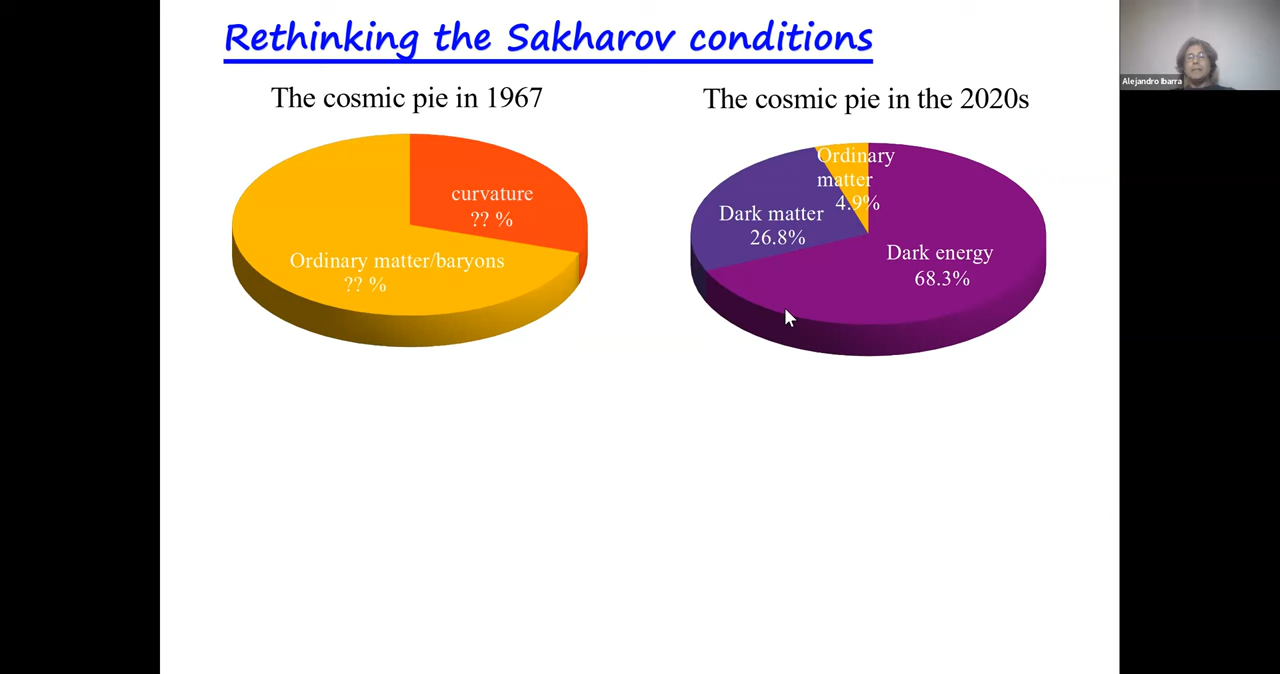 Rethinking the Sakharov conditions
The cosmic pie in 1967
curvature
?? %
Ordinary matter/baryons
?? %
The cosmic pie in the 2020s
Ordinary
matter
4.9%
Dark matter
26.8%
Dark energy
68.3%
Alejandro Ibarra